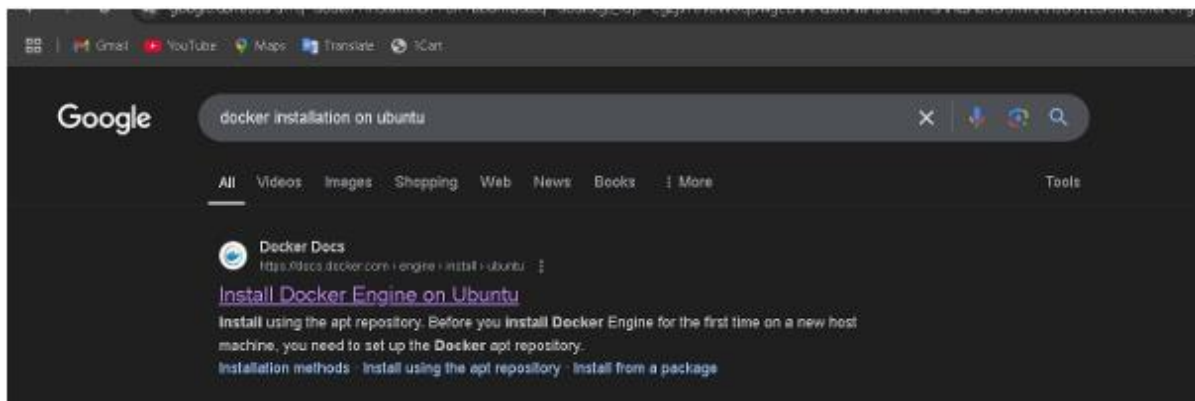 Gmail YouTube Maps Translate
Google docker installation on ubuntu
All Videos Images Shopping Web News Books More Tools
Docker Docs
https://docs.docker.com › engine › install › ubuntu
Install Docker Engine on Ubuntu
Install using the apt repository. Before you install Docker Engine for the first time on a new host
machine, you need to set up the Docker apt repository.
Installation methods · Install using the apt repository · Install from a package